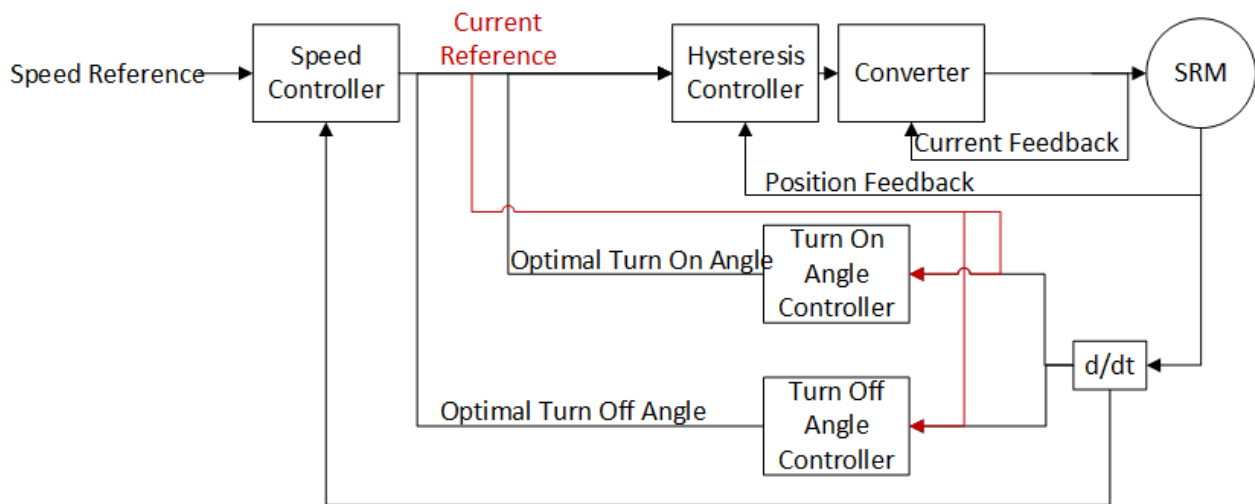 Speed Reference
Speed
Controller
Current
Reference
Hysteresis
Controller
Converter
SRM
Current Feedback
Position Feedback
Optimal Turn On Angle
Turn On
Angle
Controller
d/dt
Optimal Turn Off Angle
Turn Off
Angle
Controller